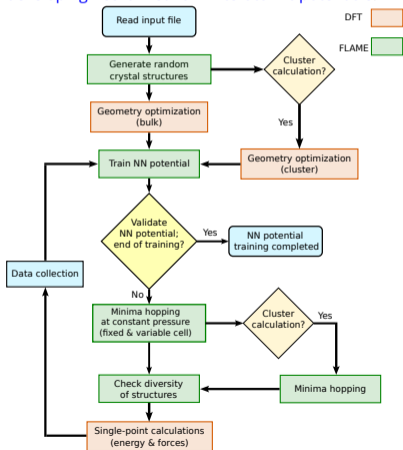 DFT
FLAME
Read input file
Generate random
crystal structures
Cluster
calculation?
Geometry optimization
(bulk)
Yes
Train NN potential
Geometry optimization
(cluster)
Validate
NN potential;
end of training?
Yes
NN potential
training completed
Data collection
No
Minima hopping
at constant pressure
(fixed & variable cell)
Cluster
calculation?
Yes
Check diversity
of structures
Minima hopping
Single-point calculations
(energy & forces)